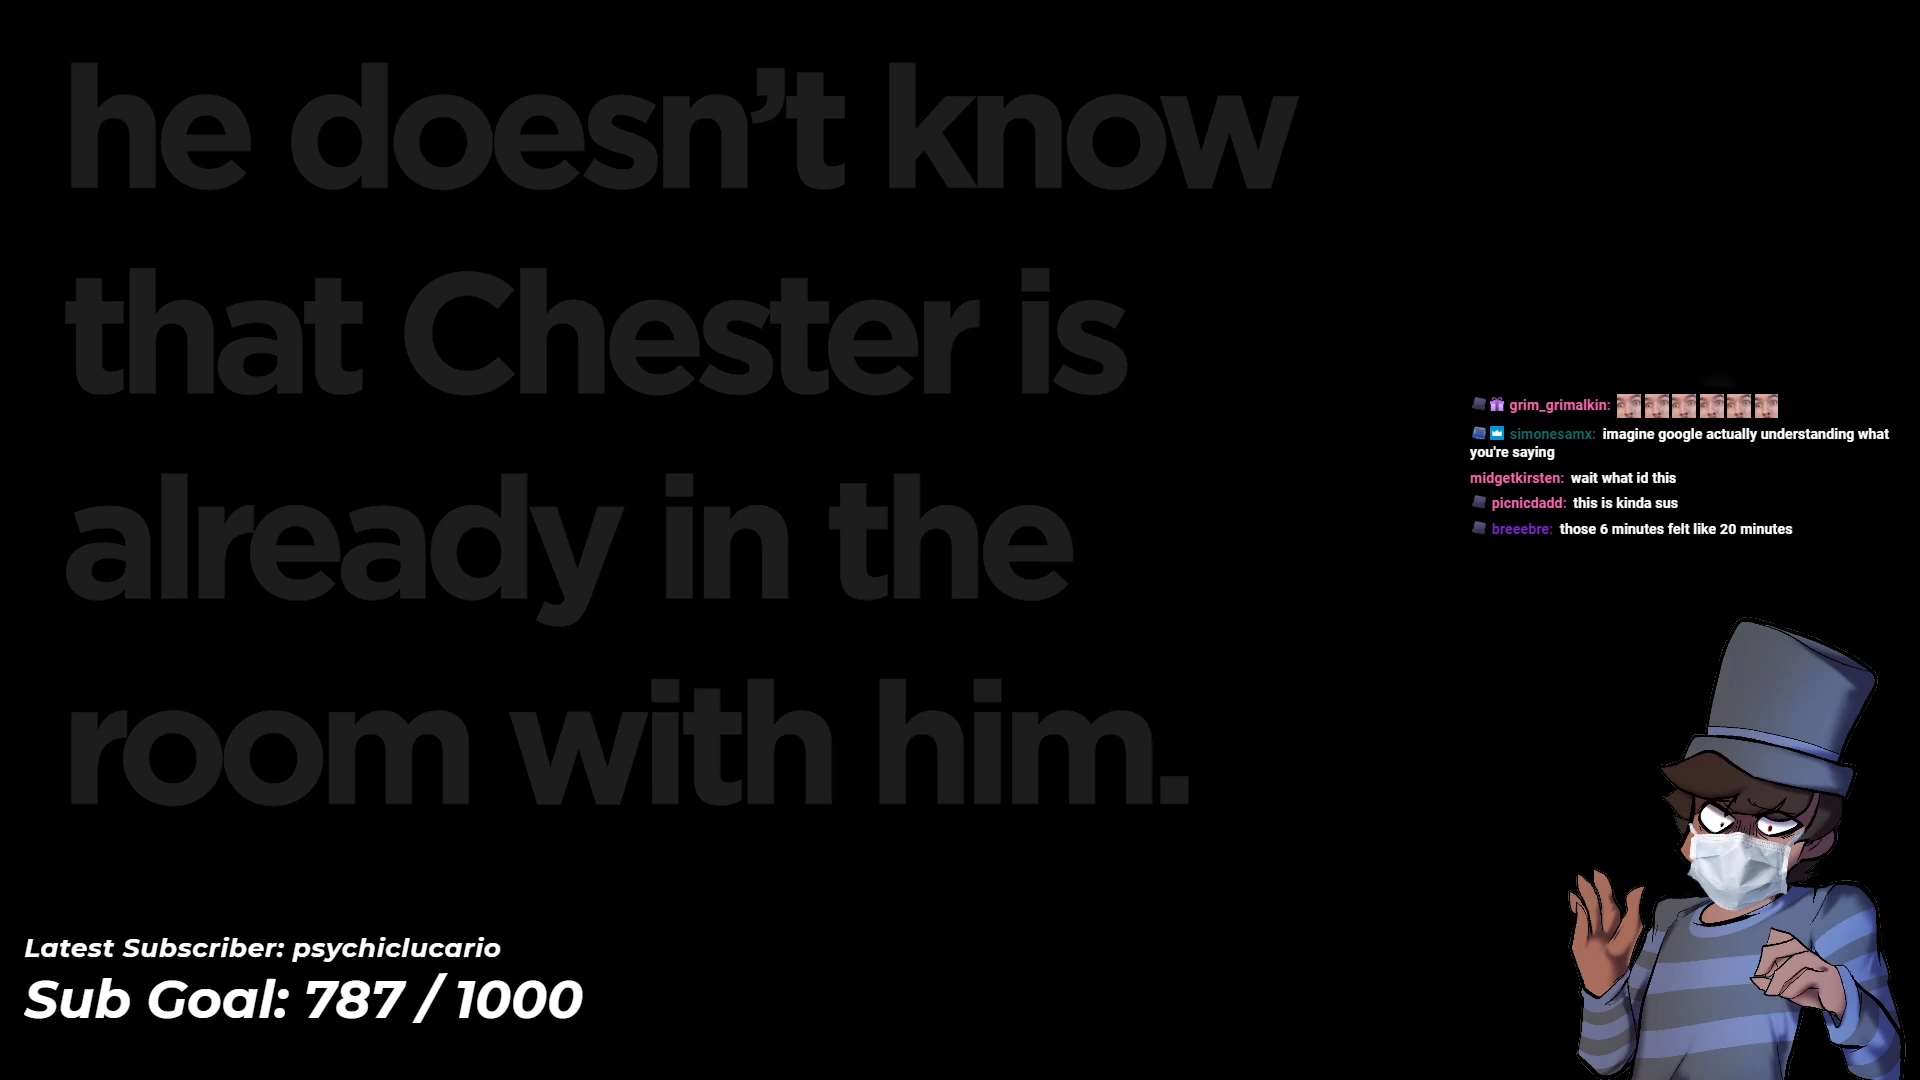 he doesn’t know
that Chester is
already in the
room with him.
grim_grimalkin:
simonesamx: imagine google actually understanding what
you're saying
midgetkirsten: wait what id this
picnicdadd: this is kinda sus
breeebre: those 6 minutes felt like 20 minutes
Latest Subscriber: psychiclucario
Sub Goal: 787 / 1000